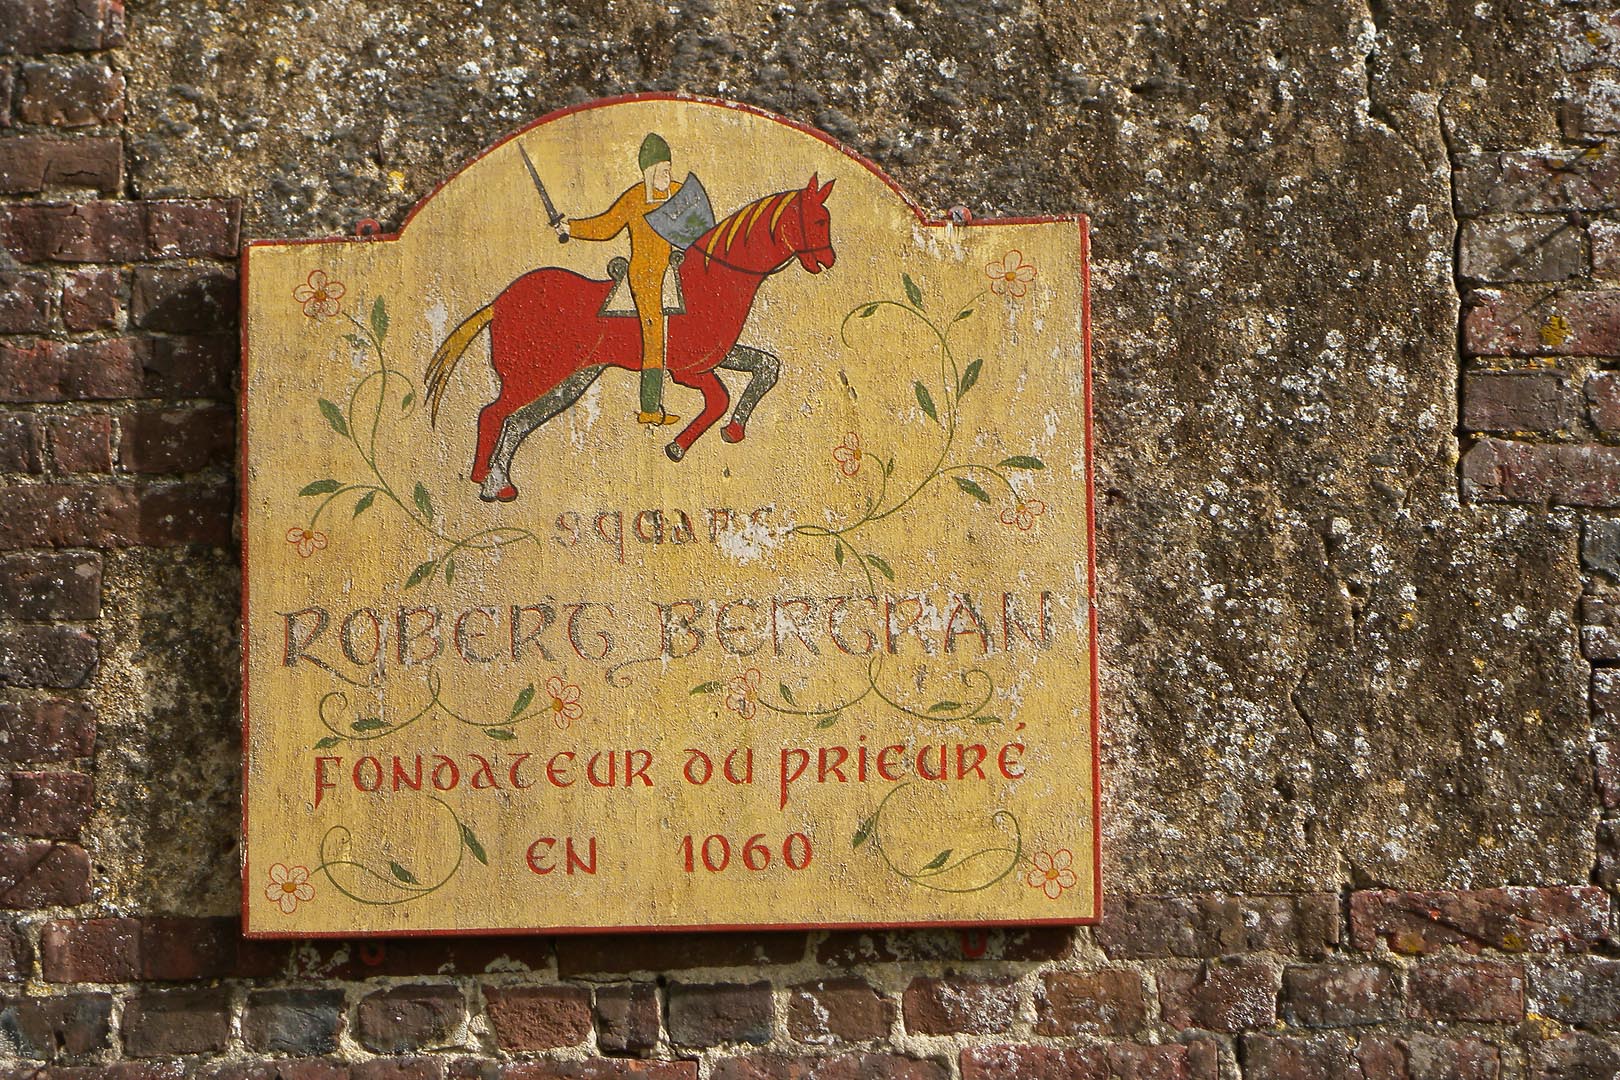 SQUARE
ROBERT BERTRAN
FONDATEUR DU PRIEURÉ
EN 1060